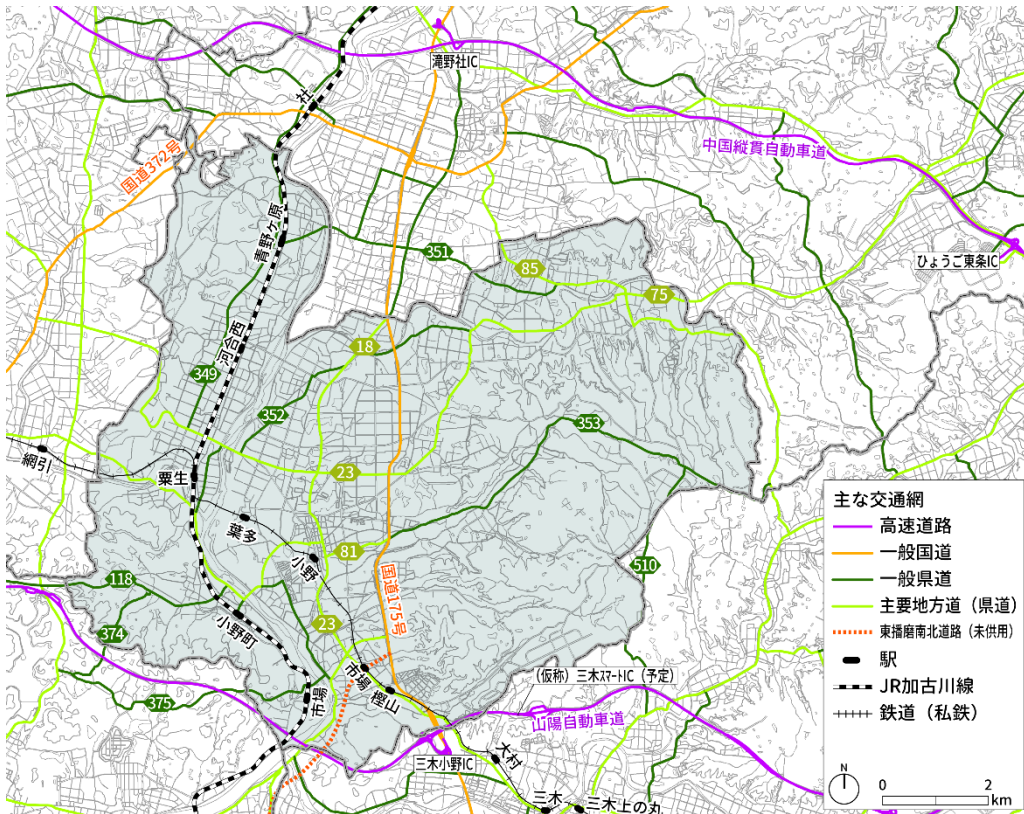 滝野社IC
社
国道372号
中国縦貫自動車道
青野ヶ原
351
85
ひょうご東条IC
75
18
河合西
349
352
353
網引
粟生
23
葉多
小野
81
国道175号
118
510
374
小野町
23
市場
樫山
市場
375
(仮称) 三木スマートIC (予定)
山陽自動車道
三木小野IC
大村
三木
三木上の丸
主な交通網
高速道路
一般国道
一般県道
主要地方道 (県道)
東播磨南北道路 (未供用)
駅
JR加古川線
鉄道 (私鉄)
N
0 2
km